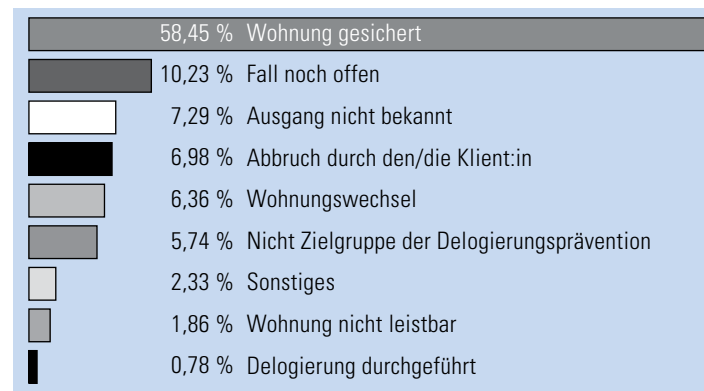 58,45 % Wohnung gesichert
10,23 % Fall noch offen
7,29 % Ausgang nicht bekannt
6,98 % Abbruch durch den/die Klient:in
6,36 % Wohnungswechsel
5,74 % Nicht Zielgruppe der Delogierungsprävention
2,33 % Sonstiges
1,86 % Wohnung nicht leistbar
0,78 % Delogierung durchgeführt